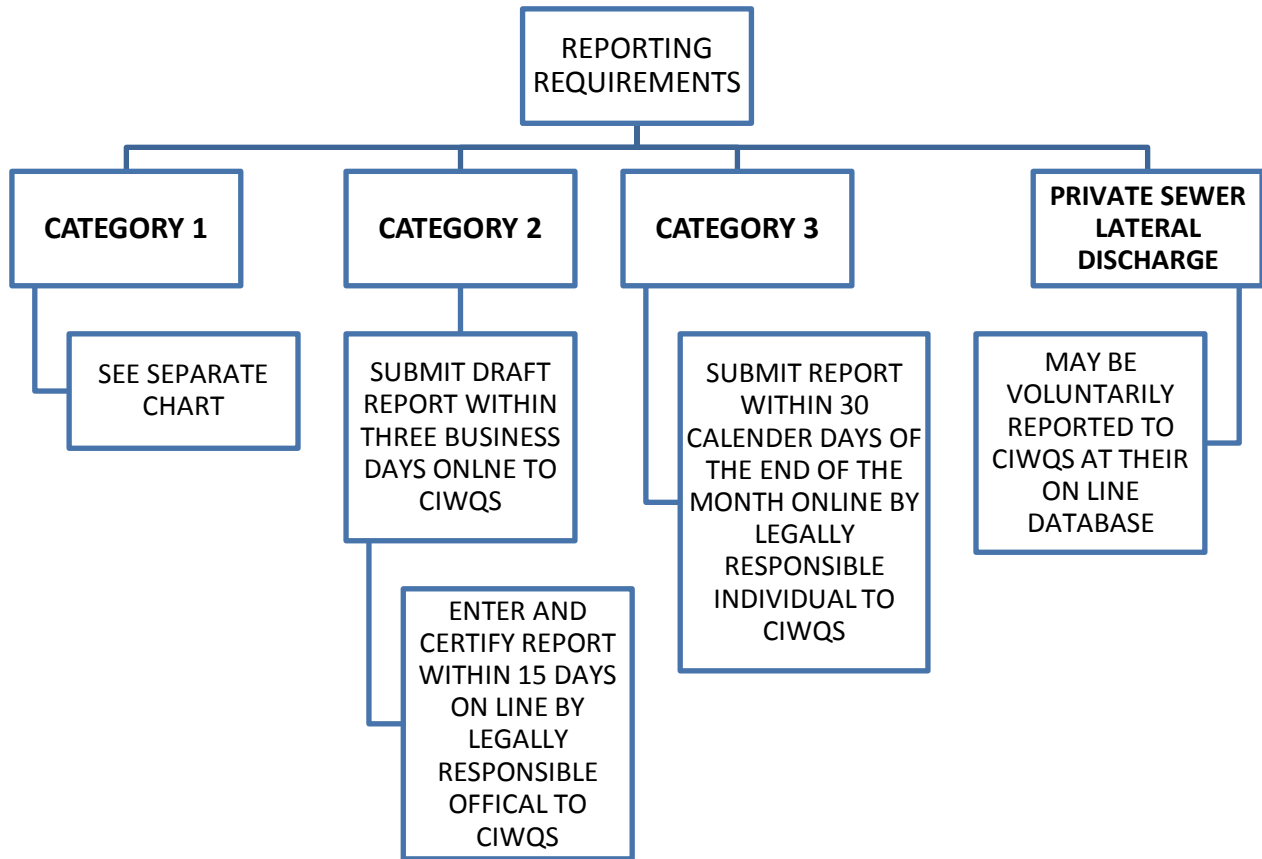 REPORTING
REQUIREMENTS
CATEGORY 1
CATEGORY 2
CATEGORY 3
PRIVATE SEWER
LATERAL
DISCHARGE
SEE SEPARATE
CHART
SUBMIT DRAFT
REPORT WITHIN
THREE BUSINESS
DAYS ONLNE TO
CIWQS
ENTER AND
CERTIFY REPORT
WITHIN 15 DAYS
ON LINE BY
LEGALLY
RESPONSIBLE
OFFICAL TO
CIWQS
SUBMIT REPORT
WITHIN 30
CALENDER DAYS OF
THE END OF THE
MONTH ONLINE BY
LEGALLY
RESPONSIBLE
INDIVIDUAL TO
CIWQS
MAY BE
VOLUNTARILY
REPORTED TO
CIWQS AT THEIR
ON LINE
DATABASE